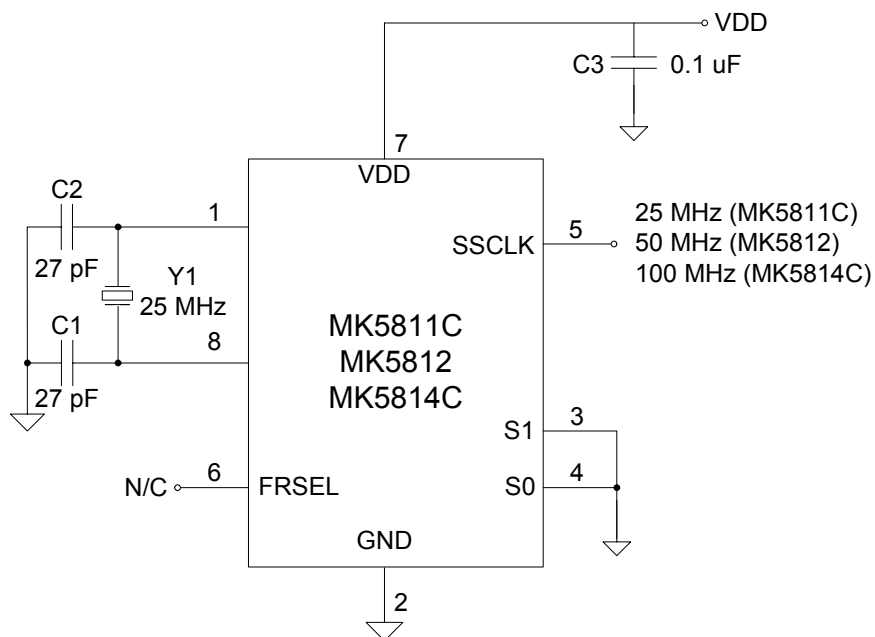 VDD
C3 0.1 uF
7
VDD
C2
1
27 pF
Y1
25 MHz
C1
8
27 pF
SSCLK
5
25 MHz (MK5811C)
50 MHz (MK5812)
100 MHz (MK5814C)
MK5811C
MK5812
MK5814C
S1
3
S0
4
N/C
6
FRSEL
GND
2